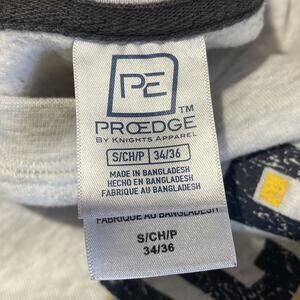 PE
TM
PROEDGE
BY KNIGHTS APPAREL
S/CH/P 34/36
MADE IN BANGLADESH
HECHO EN BANGLADESH
FABRIQUE AU BANGLADESH
FABRIQUE AU BANGLADESH
S/CH/P
34/36